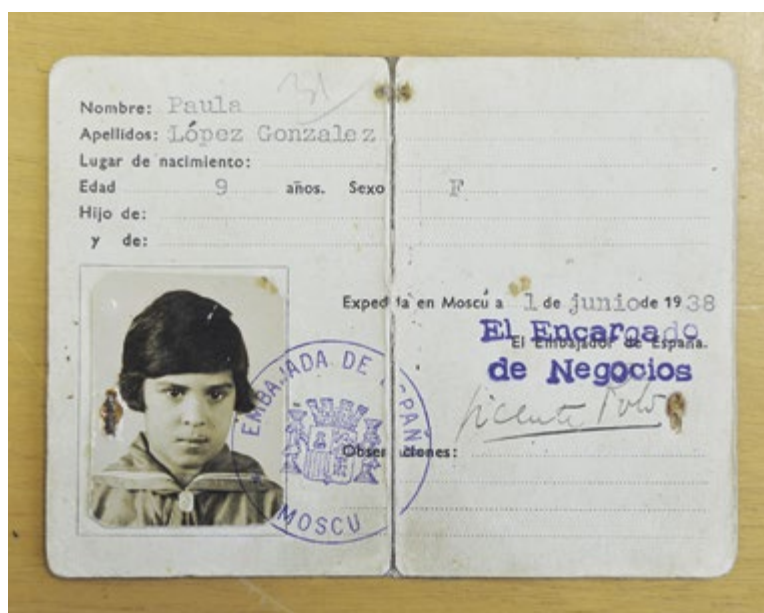 31
Nombre: Paula
Apellidos: López Gonzalez
Lugar de nacimiento:
Edad 9 años. Sexo F
Hijo de:
y de:
Expedida en Moscú a 1 de junio de 1938
El Encargado
El Embajador de España.
de Negocios
Vicente Polo
Observaciones:
EMBAJADA DE ESPAÑA
MOSCU